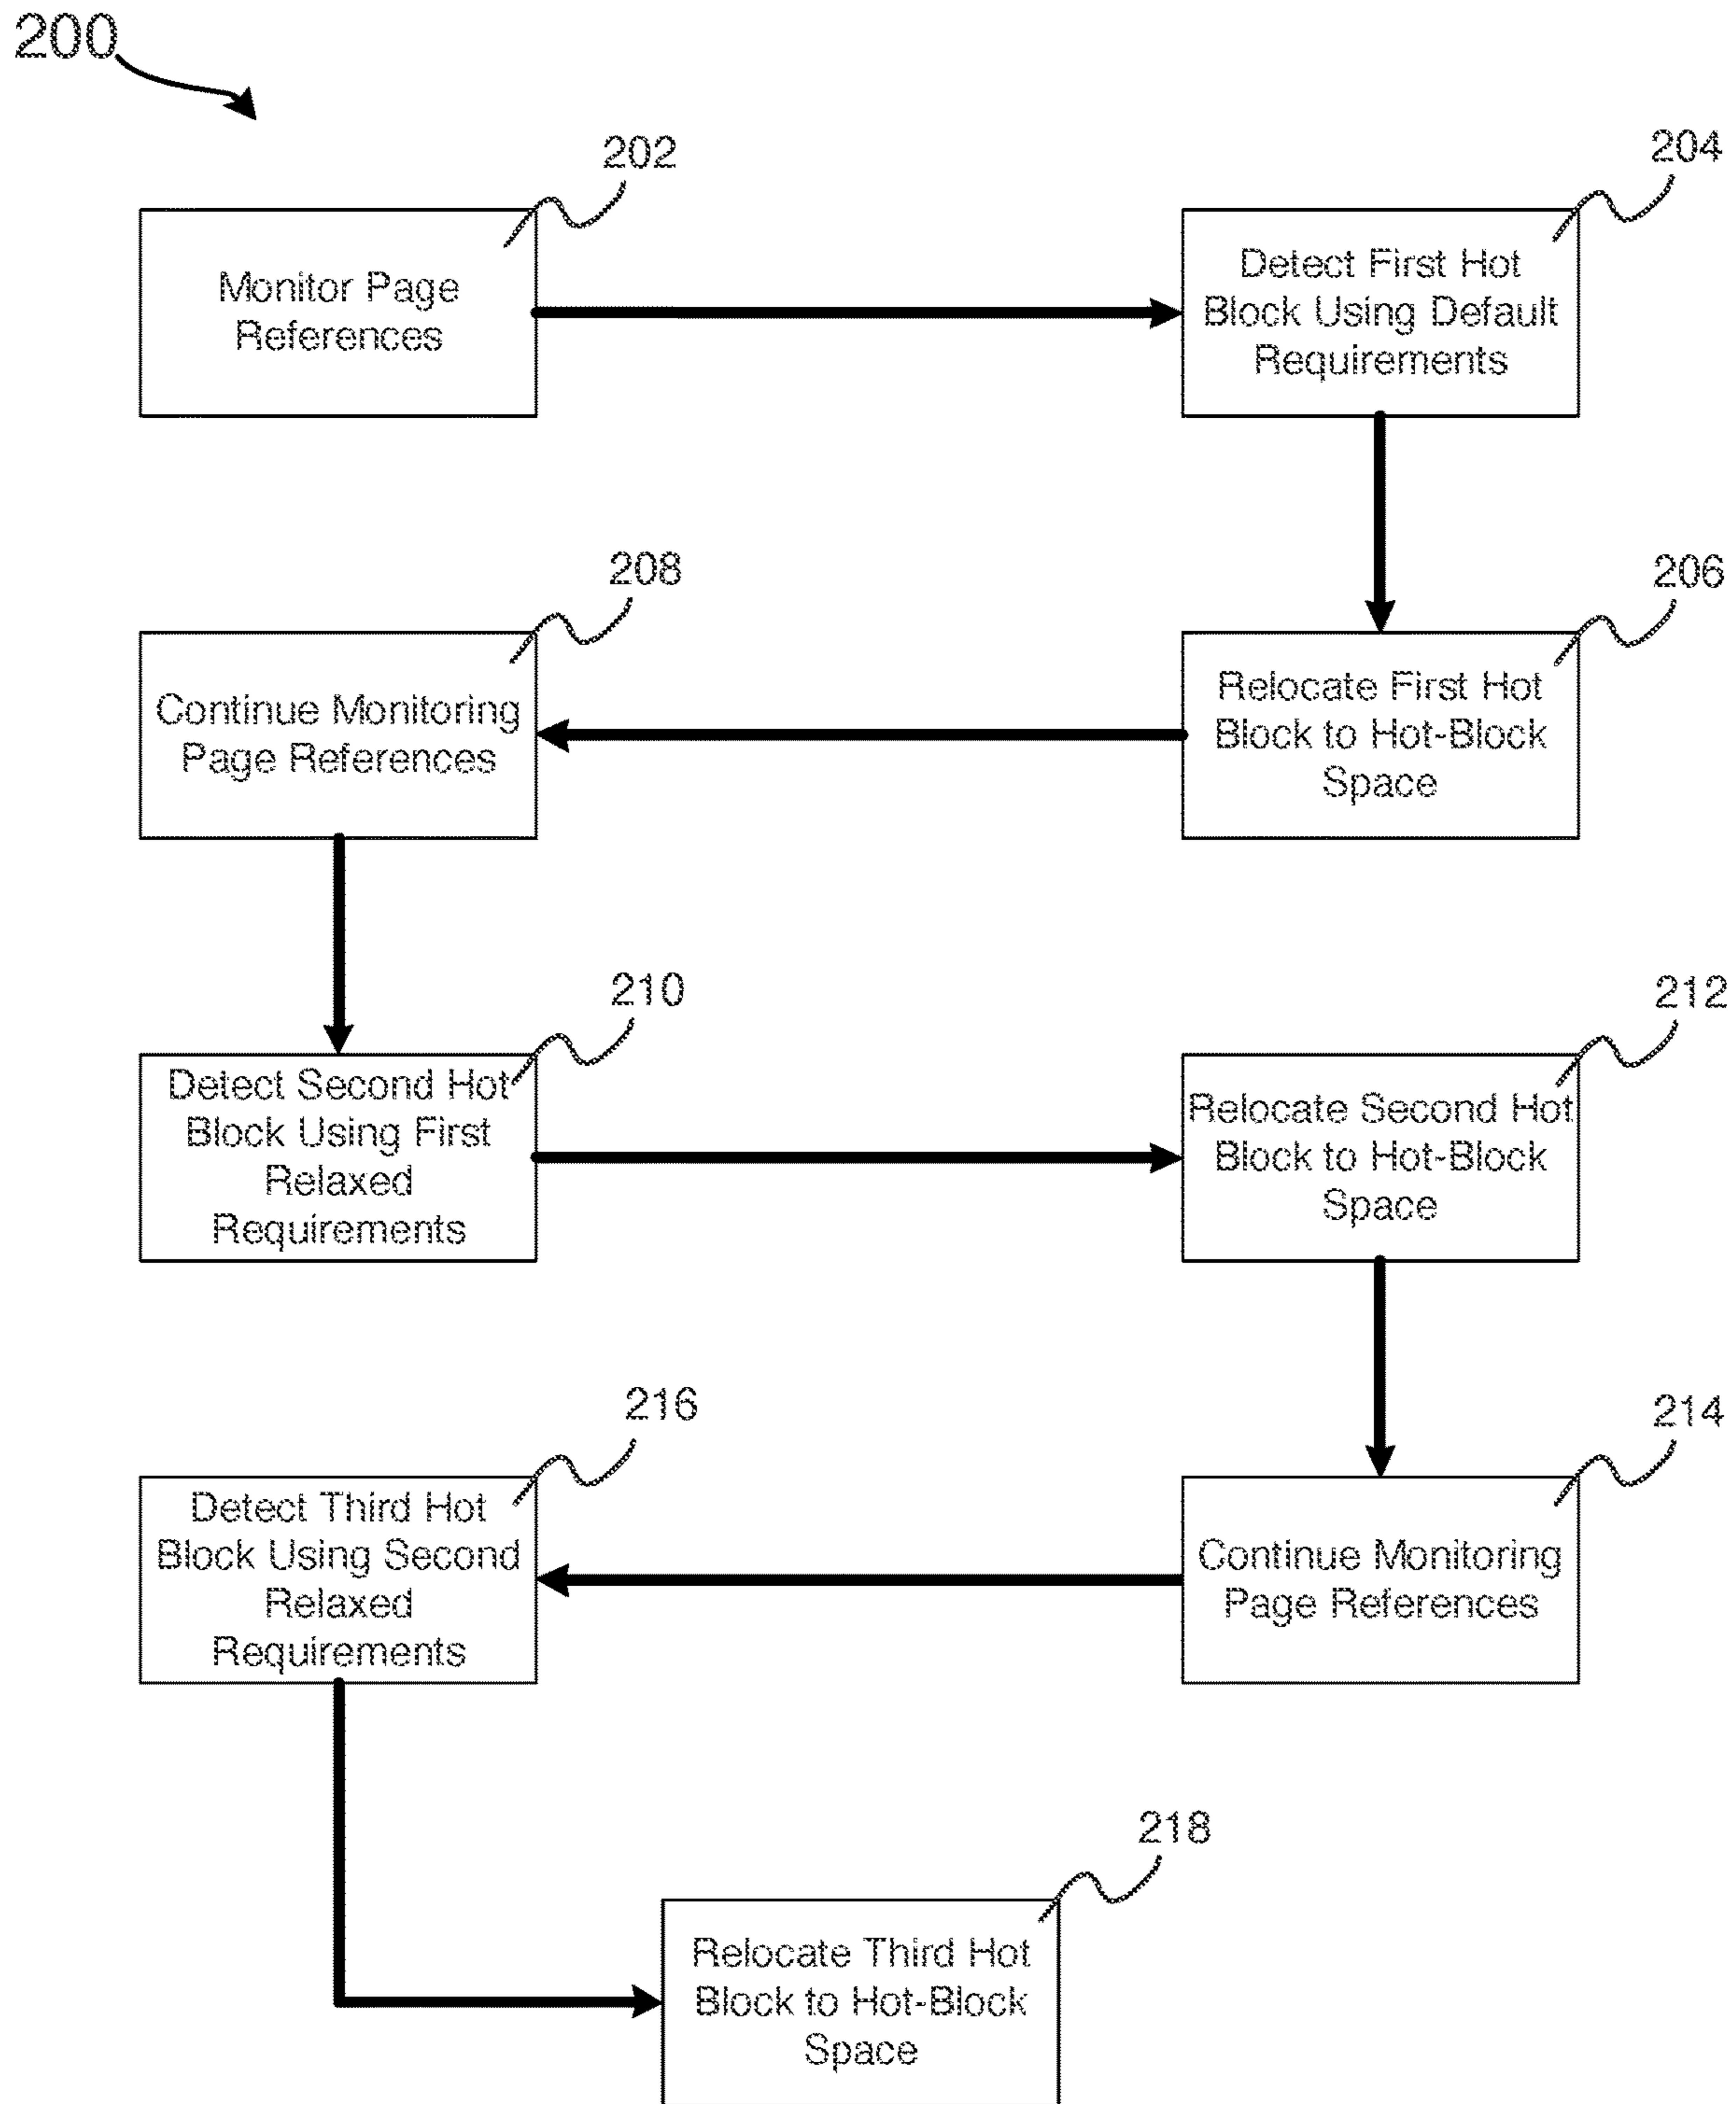 200
202
Monitor Page
References
204
Detect First Hot
Block Using Default
Requirements
206
Relocate First Hot
Block to Hot-Block
Space
208
Continue Monitoring
Page References
210
Detect Second Hot
Block Using First
Relaxed
Requirements
212
Relocate Second Hot
Block to Hot-Block
Space
214
Continue Monitoring
Page References
216
Detect Third Hot
Block Using Second
Relaxed
Requirements
218
Relocate Third Hot
Block to Hot-Block
Space